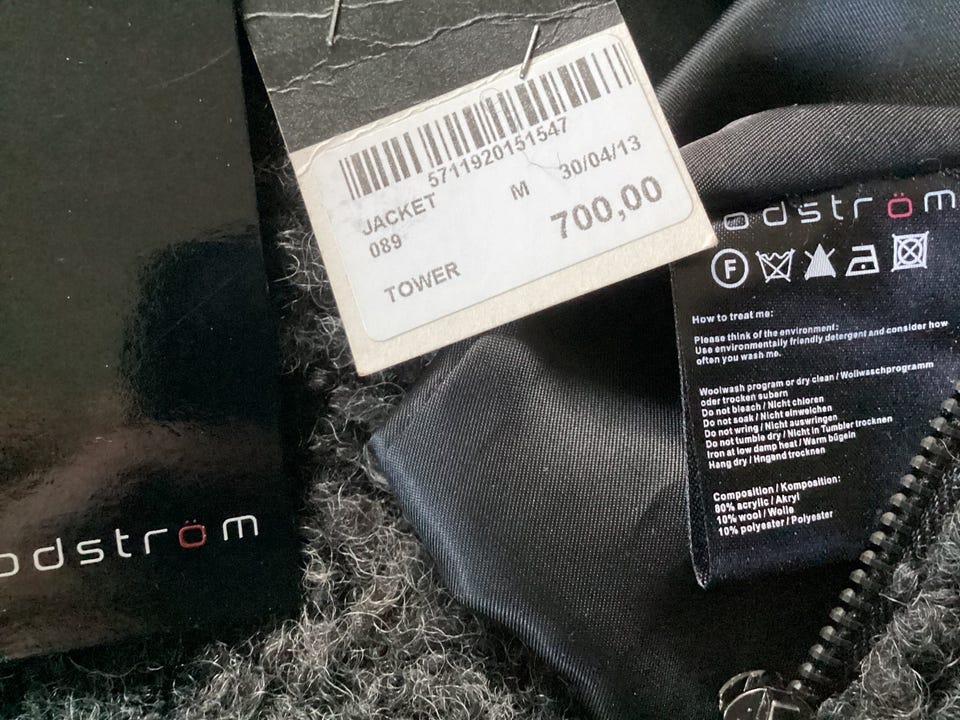 5711920151547
JACKET M 30/04/13
089 700,00
TOWER
odström
odström
F
How to treat me:
Please think of the environment:
Use environmentally friendly detergent and consider how
often you wash me.
Woolwash program or dry clean / Wollwaschprogramm
oder trocken subern
Do not bleach / Nicht chloren
Do not soak / Nicht einweichen
Do not wring / Nicht auswringen
Do not tumble dry / Nicht in Tumbler trocknen
Iron at low damp heat / Warm bügeln
Hang dry / Hngand trocknen
Composition / Komposition:
80% acrylic / Akryl
10% wool / Wolle
10% polyester / Polyester